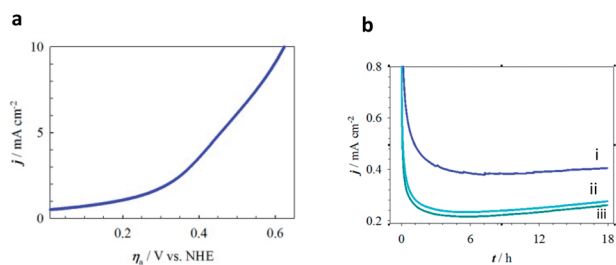 a
b
10
5
0
0.2
0.4
0.6
j / mA cm⁻²
ηₐ / V vs. NHE
0.8
0.6
0.4
0.2
0
6
12
18
j / mA cm⁻²
t / h
i
ii
iii